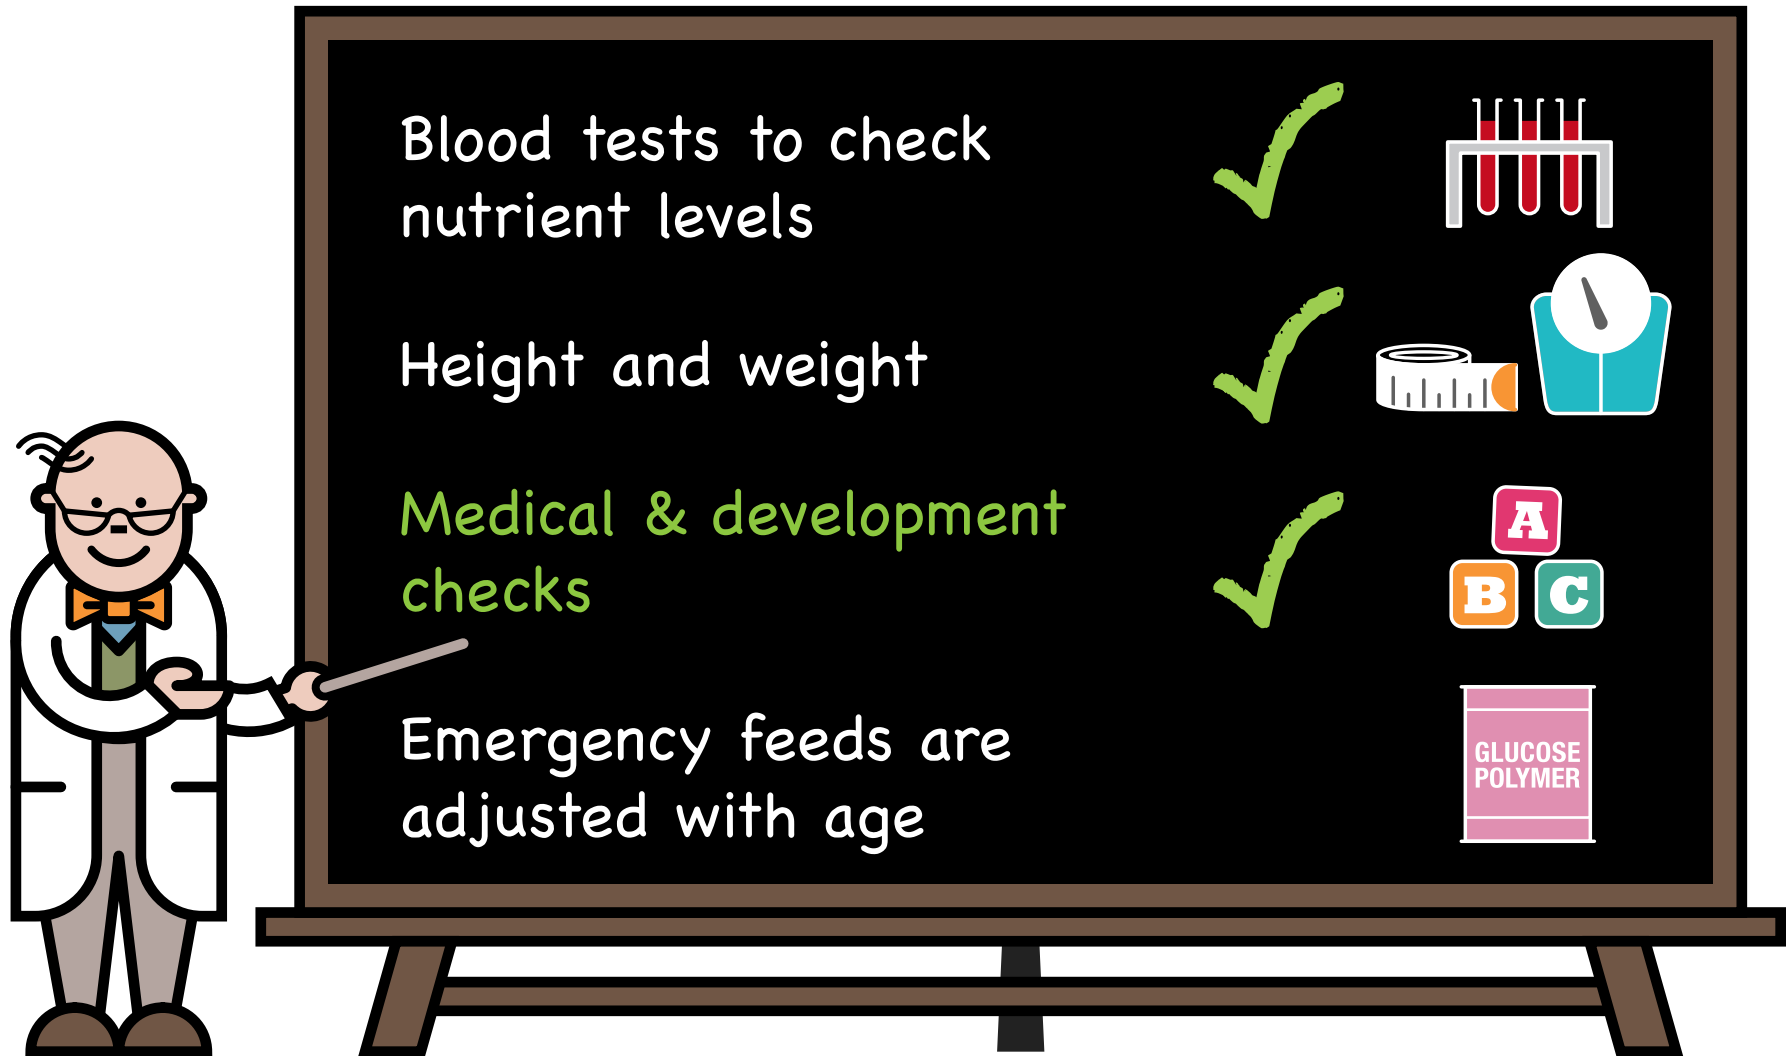 Blood tests to check
nutrient levels
Height and weight
Medical & development
checks
A
B C
Emergency feeds are
adjusted with age
GLUCOSE
POLYMER